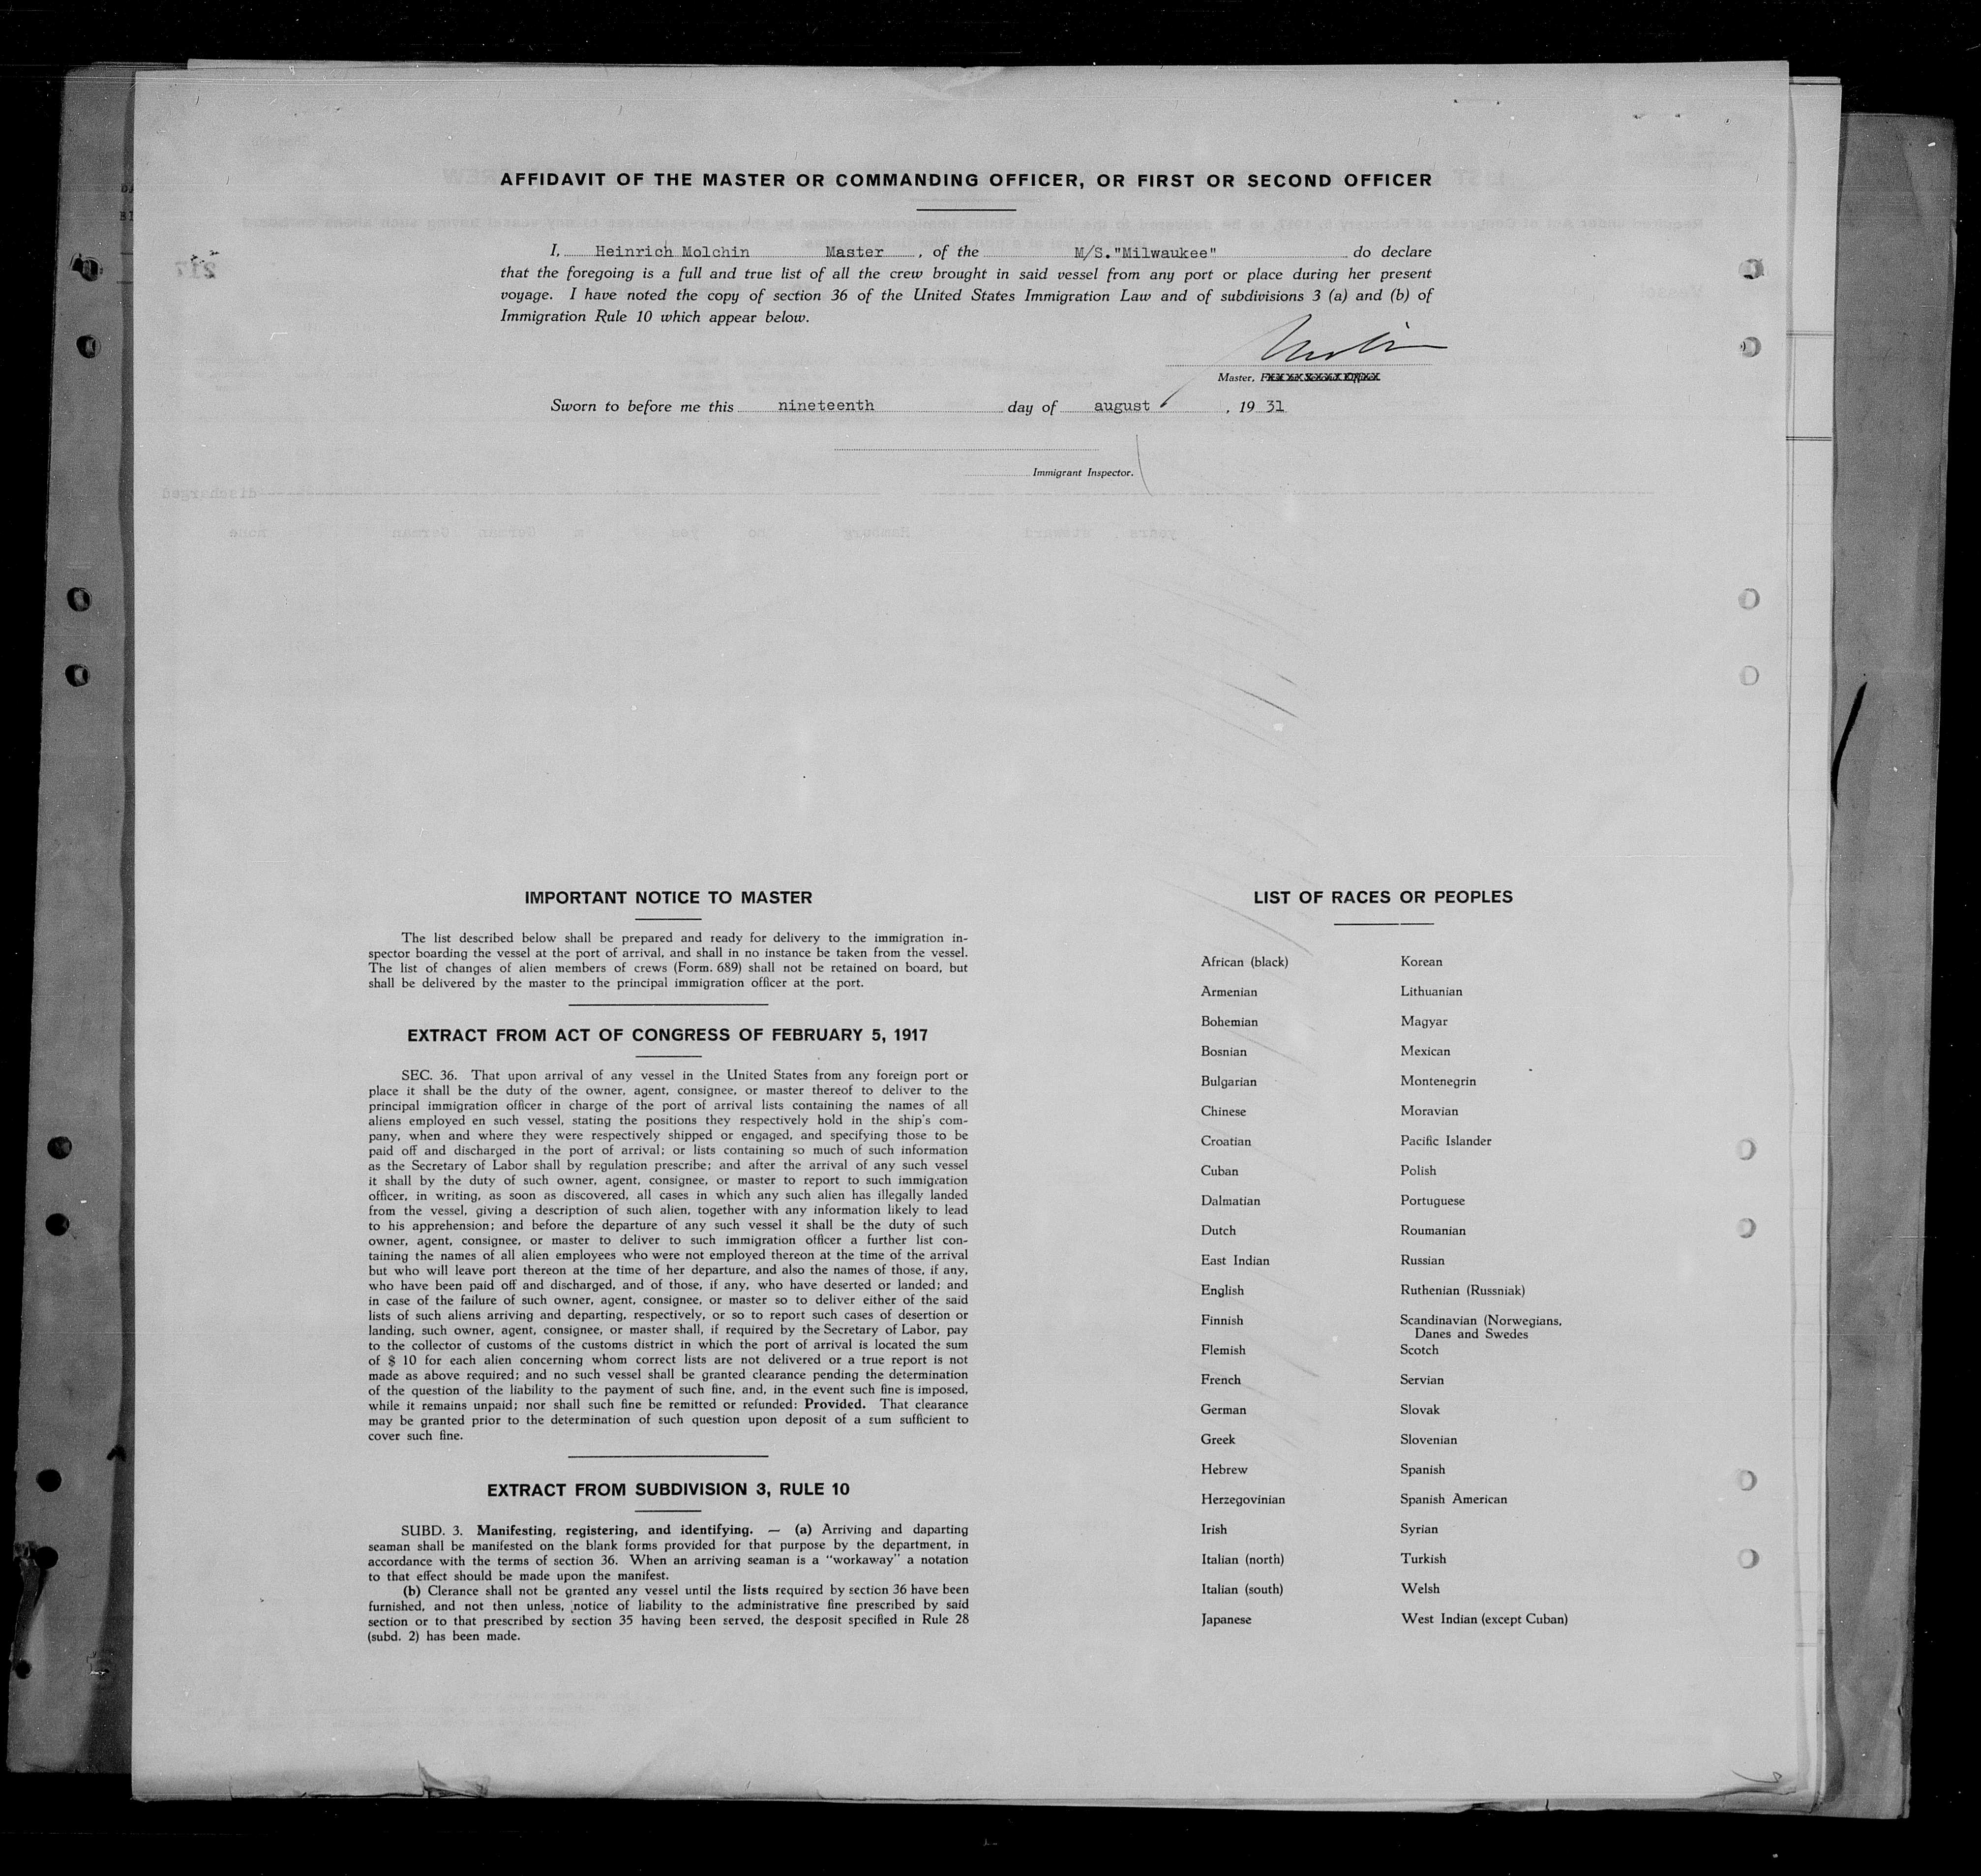 AFFIDAVIT OF THE MASTER OR COMMANDING OFFICER, OR FIRST OR SECOND OFFICER
I, Heinrich Molchin Master, of the M/S."Milwaukee" do declare
that the foregoing is a full and true list of all the crew brought in said vessel from any port or place during her present
voyage. I have noted the copy of section 36 of the United States Immigration Law and of subdivisions 3 (a) and (b) of
Immigration Rule 10 which appear below.
Master,
Sworn to before me this nineteenth day of august, 19 31
Immigrant Inspector.
IMPORTANT NOTICE TO MASTER
The list described below shall be prepared and ready for delivery to the immigration in-
spector boarding the vessel at the port of arrival, and shall in no instance be taken from the vessel.
The list of changes of alien members of crews (Form. 689) shall not be retained on board, but
shall be delivered by the master to the principal immigration officer at the port.
EXTRACT FROM ACT OF CONGRESS OF FEBRUARY 5, 1917
SEC. 36. That upon arrival of any vessel in the United States from any foreign port or
place it shall be the duty of the owner, agent, consignee, or master thereof to deliver to the
principal immigration officer in charge of the port of arrival lists containing the names of all
aliens employed en such vessel, stating the positions they respectively hold in the ship's com-
pany, when and where they were respectively shipped or engaged, and specifying those to be
paid off and discharged in the port of arrival; or lists containing so much of such information
as the Secretary of Labor shall by regulation prescribe; and after the arrival of any such vessel
it shall by the duty of such owner, agent, consignee, or master to report to such immigration
officer, in writing, as soon as discovered, all cases in which any such alien has illegally landed
from the vessel, giving a description of such alien, together with any information likely to lead
to his apprehension; and before the departure of any such vessel it shall be the duty of such
owner, agent, consignee, or master to deliver to such immigration officer a further list con-
taining the names of all alien employees who were not employed thereon at the time of the arrival
but who will leave port thereon at the time of her departure, and also the names of those, if any,
who have been paid off and discharged, and of those, if any, who have deserted or landed; and
in case of the failure of such owner, agent, consignee, or master so to deliver either of the said
lists of such aliens arriving and departing, respectively, or so to report such cases of desertion or
landing, such owner, agent, consignee, or master shall, if required by the Secretary of Labor, pay
to the collector of customs of the customs district in which the port of arrival is located the sum
of $ 10 for each alien concerning whom correct lists are not delivered or a true report is not
made as above required; and no such vessel shall be granted clearance pending the determination
of the question of the liability to the payment of such fine, and, in the event such fine is imposed,
while it remains unpaid; nor shall such fine be remitted or refunded: Provided. That clearance
may be granted prior to the determination of such question upon deposit of a sum sufficient to
cover such fine.
EXTRACT FROM SUBDIVISION 3, RULE 10
SUBD. 3. Manifesting, registering, and identifying. — (a) Arriving and daparting
seaman shall be manifested on the blank forms provided for that purpose by the department, in
accordance with the terms of section 36. When an arriving seaman is a "workaway" a notation
to that effect should be made upon the manifest.
(b) Clerance shall not be granted any vessel until the lists required by section 36 have been
furnished, and not then unless, notice of liability to the administrative fine prescribed by said
section or to that prescribed by section 35 having been served, the desposit specified in Rule 28
(subd. 2) has been made.
LIST OF RACES OR PEOPLES
African (black)
Armenian
Bohemian
Bosnian
Bulgarian
Chinese
Croatian
Cuban
Dalmatian
Dutch
East Indian
English
Finnish
Flemish
French
German
Greek
Hebrew
Herzegovinian
Irish
Italian (north)
Italian (south)
Japanese
Korean
Lithuanian
Magyar
Mexican
Montenegrin
Moravian
Pacific Islander
Polish
Portuguese
Roumanian
Russian
Ruthenian (Russniak)
Scandinavian (Norwegians,
Danes and Swedes
Scotch
Servian
Slovak
Slovenian
Spanish
Spanish American
Syrian
Turkish
Welsh
West Indian (except Cuban)